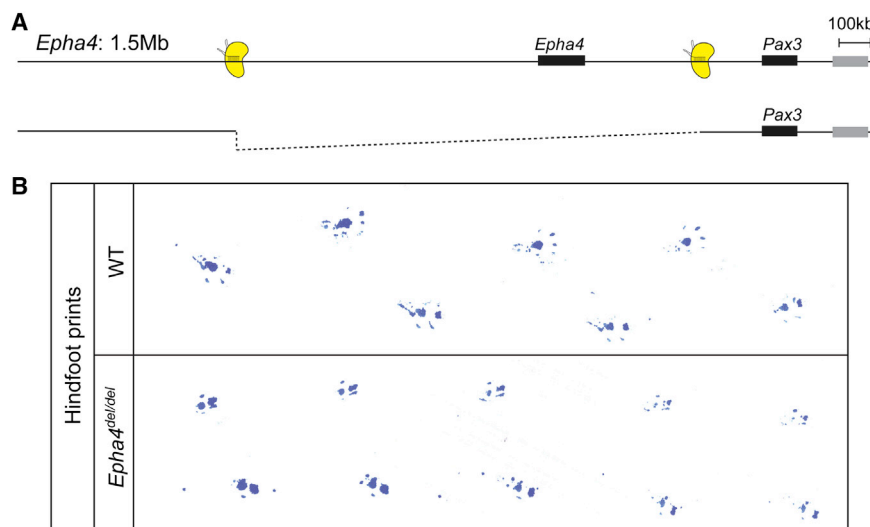 A
Epha4: 1.5Mb
Epha4
Pax3
100kb
Pax3
B
Hindfoot prints
WT
Epha4del/del